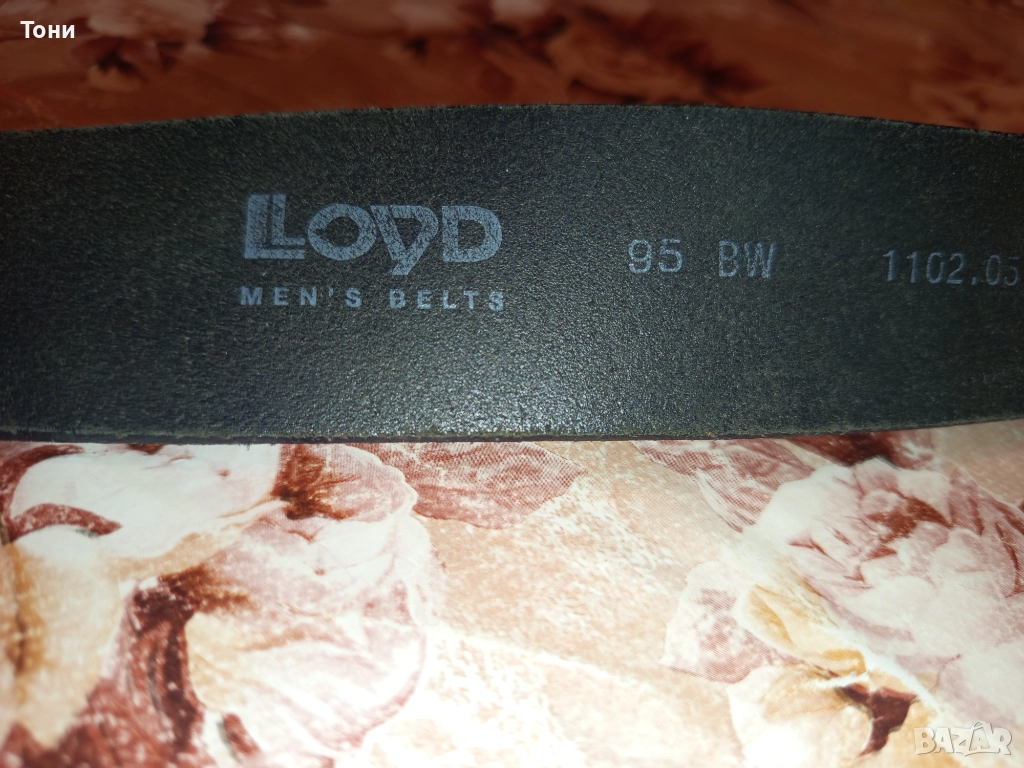 Тони
LLOYD
MEN'S BELTS
95 BW
1102.05
BAZAR